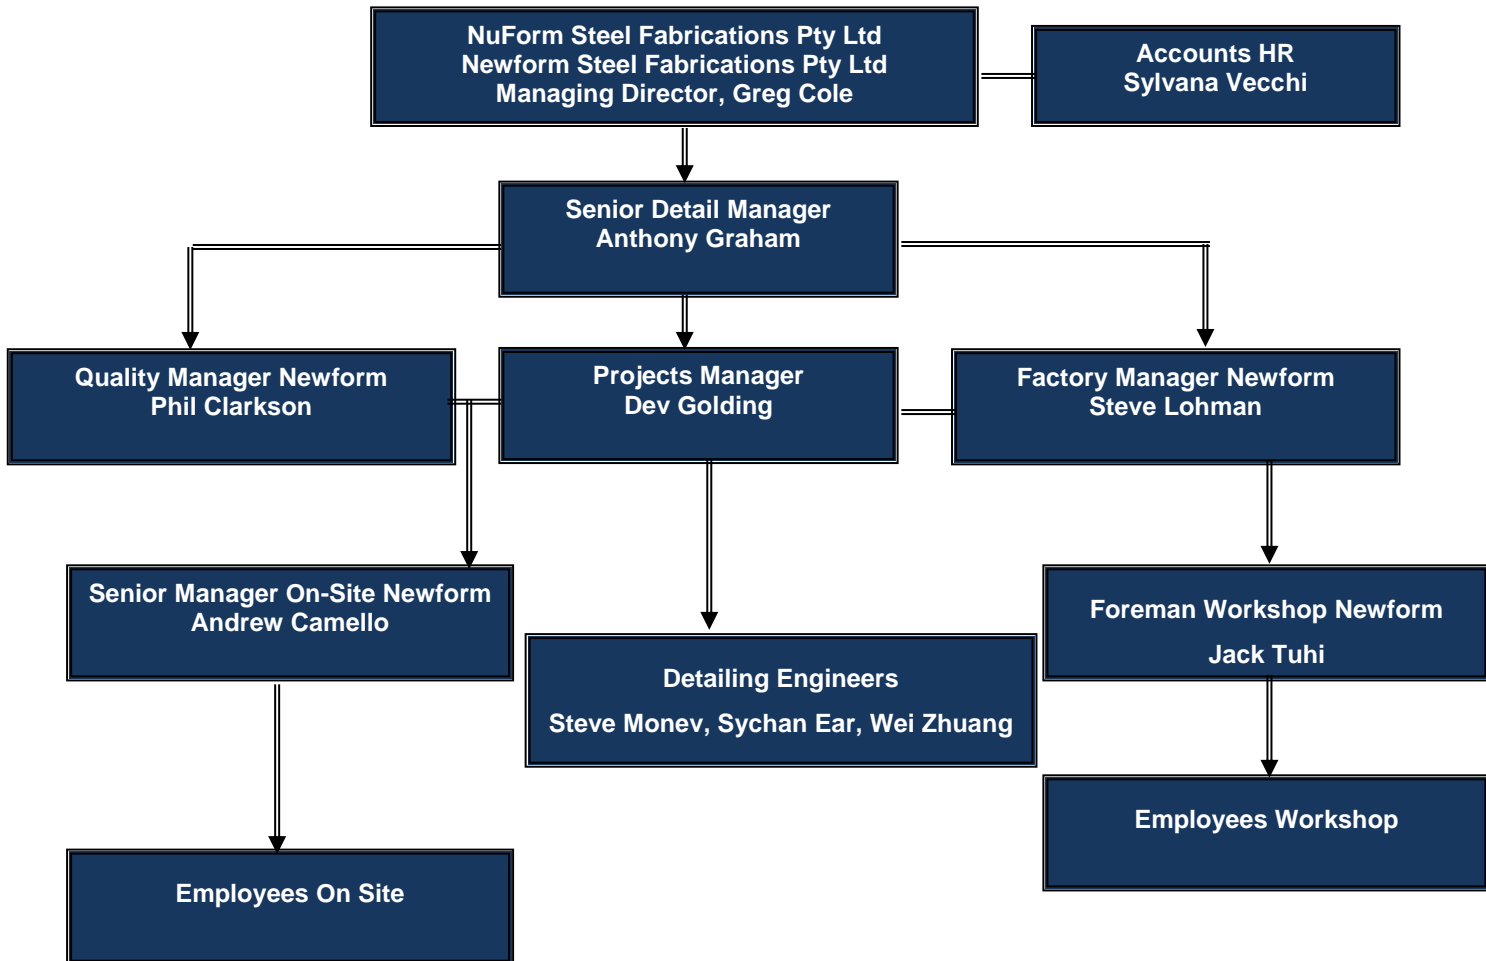 NuForm Steel Fabrications Pty Ltd
Newform Steel Fabrications Pty Ltd
Managing Director, Greg Cole
Accounts HR
Sylvana Vecchi
Senior Detail Manager
Anthony Graham
Quality Manager Newform
Phil Clarkson
Projects Manager
Dev Golding
Factory Manager Newform
Steve Lohman
Senior Manager On-Site Newform
Andrew Camello
Detailing Engineers
Steve Monev, Sychan Ear, Wei Zhuang
Foreman Workshop Newform
Jack Tuhi
Employees Workshop
Employees On Site